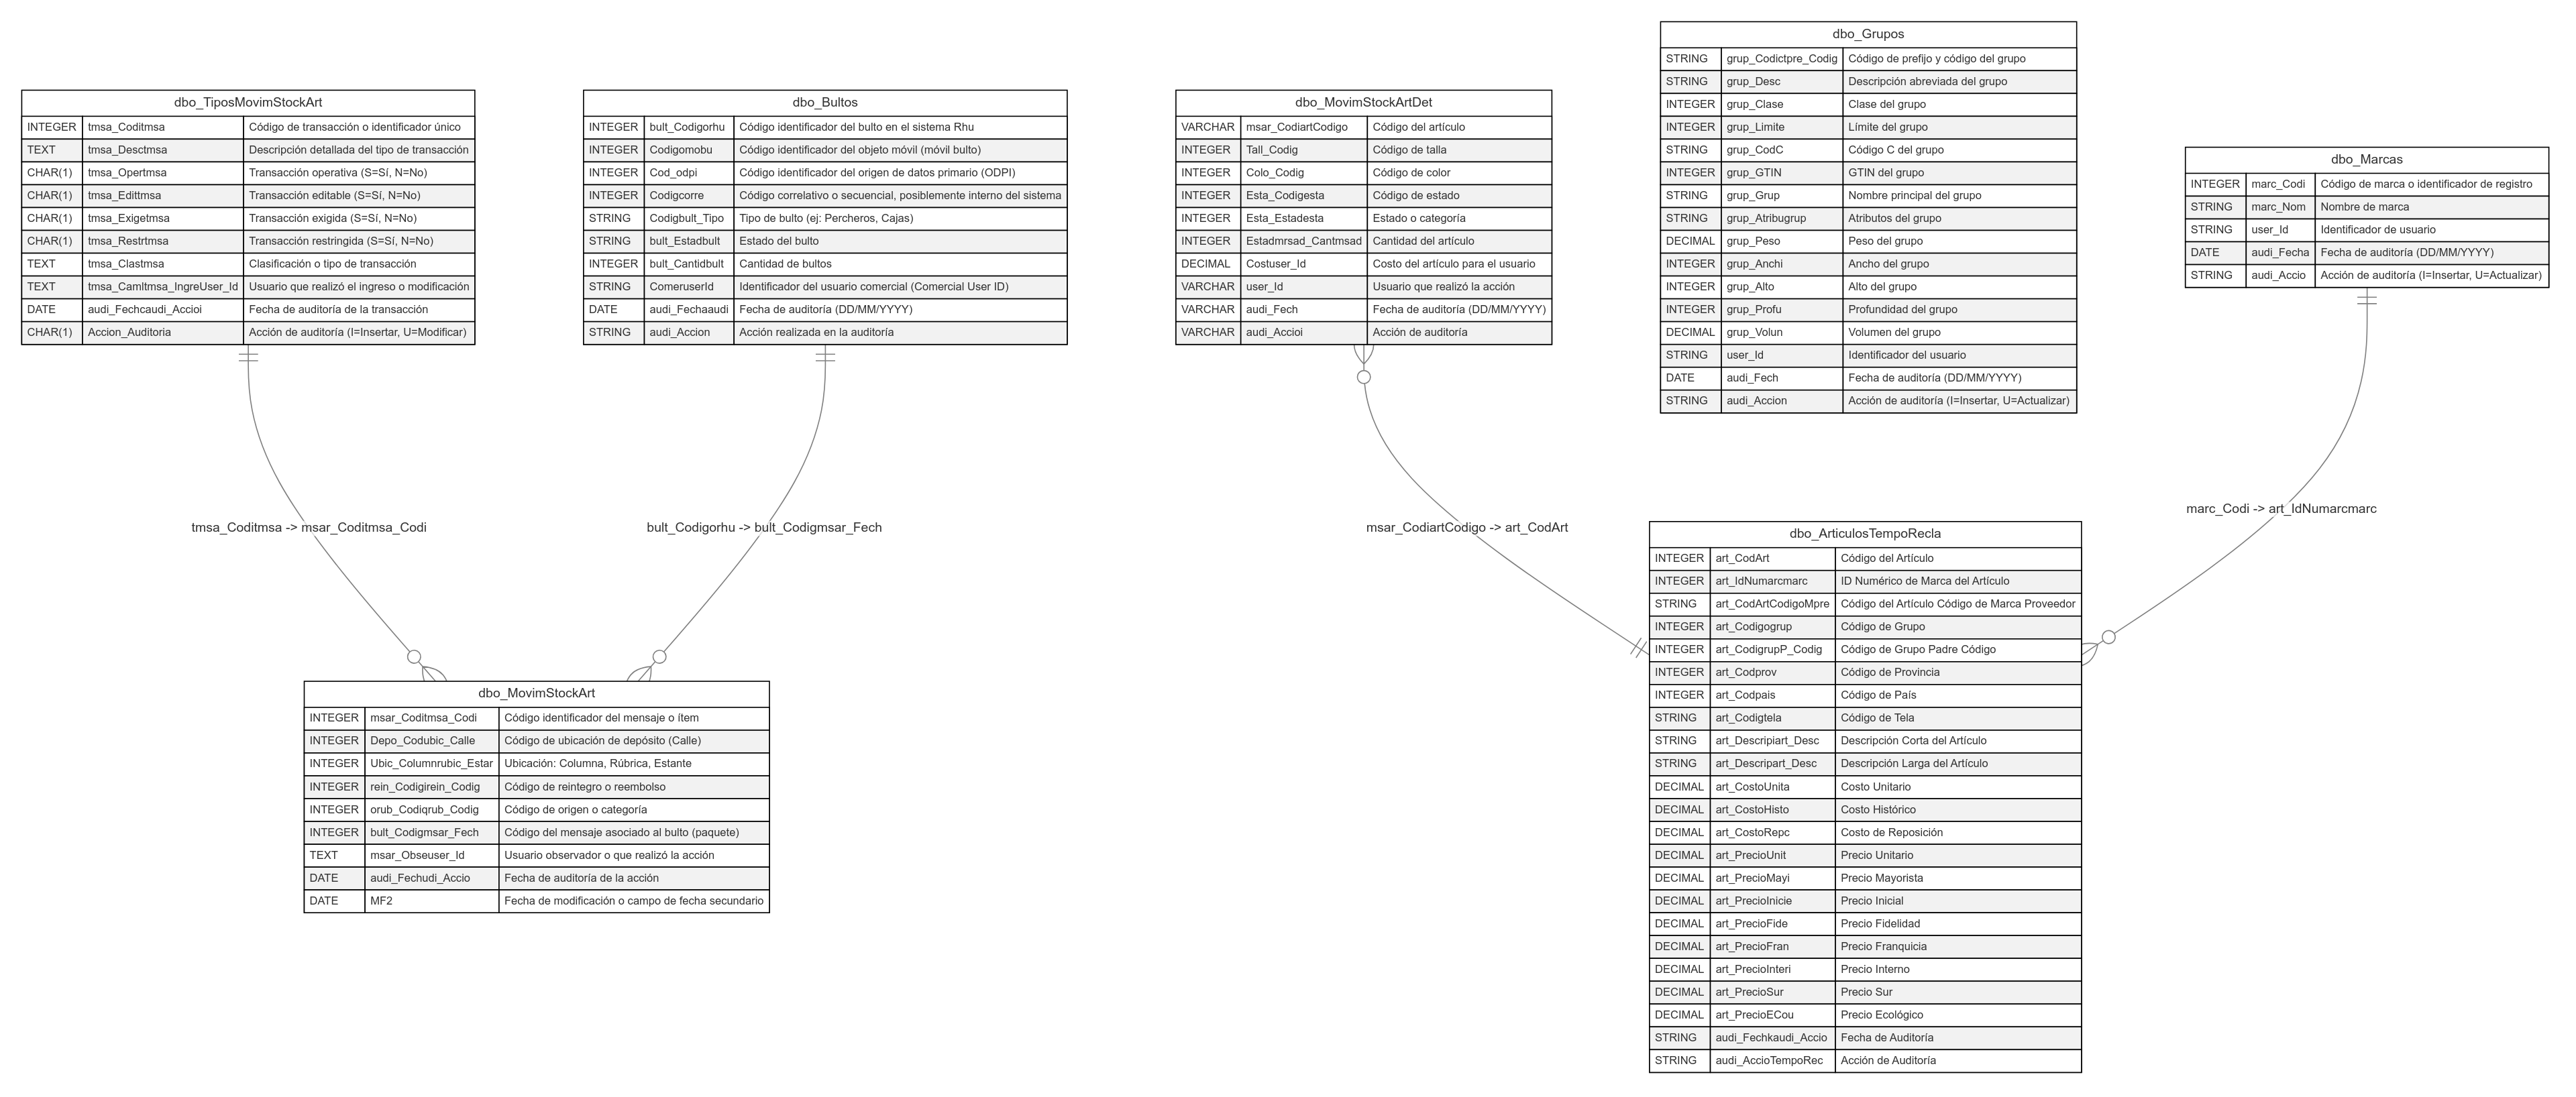 dbo_TiposMovimStockArt
INTEGER tmsa_Coditmsa Código de transacción o identificador único
TEXT tmsa_Desctmsa Descripción detallada del tipo de transacción
CHAR(1) tmsa_Opertmsa Transacción operativa (S=Sí, N=No)
CHAR(1) tmsa_Edittmsa Transacción editable (S=Sí, N=No)
CHAR(1) tmsa_Exigetmsa Transacción exigida (S=Sí, N=No)
CHAR(1) tmsa_Restrtmsa Transacción restringida (S=Sí, N=No)
TEXT tmsa_Clastmsa Clasificación o tipo de transacción
TEXT tmsa_Camltmsa_IngreUser_Id Usuario que realizó el ingreso o modificación
DATE audi_Fechcaudi_Accioi Fecha de auditoría de la transacción
CHAR(1) Accion_Auditoria Acción de auditoría (I=Insertar, U=Modificar)
dbo_Bultos
INTEGER bult_Codigorhu Código identificador del bulto en el sistema Rhu
INTEGER Codigomobu Código identificador del objeto móvil (móvil bulto)
INTEGER Cod_odpi Código identificador del origen de datos primario (ODPI)
INTEGER Codigcorre Código correlativo o secuencial, posiblemente interno del sistema
STRING Codigbult_Tipo Tipo de bulto (ej: Percheros, Cajas)
STRING bult_Estadbult Estado del bulto
INTEGER bult_Cantidbult Cantidad de bultos
STRING ComeruserId Identificador del usuario comercial (Comercial User ID)
DATE audi_Fechaaudi Fecha de auditoría (DD/MM/YYYY)
STRING audi_Accion Acción realizada en la auditoría
dbo_MovimStockArtDet
VARCHAR msar_CodiartCodigo Código del artículo
INTEGER Tall_Codig Código de talla
INTEGER Colo_Codig Código de color
INTEGER Esta_Codigesta Código de estado
INTEGER Esta_Estadesta Estado o categoría
INTEGER Estadmrsad_Cantmsad Cantidad del artículo
DECIMAL Costuser_Id Costo del artículo para el usuario
VARCHAR user_Id Usuario que realizó la acción
VARCHAR audi_Fech Fecha de auditoría (DD/MM/YYYY)
VARCHAR audi_Accioi Acción de auditoría
dbo_Grupos
STRING grup_Codictpre_Codig Código de prefijo y código del grupo
STRING grup_Desc Descripción abreviada del grupo
INTEGER grup_Clase Clase del grupo
INTEGER grup_Limite Límite del grupo
STRING grup_CodC Código C del grupo
INTEGER grup_GTIN GTIN del grupo
STRING grup_Grup Nombre principal del grupo
STRING grup_Atribugrup Atributos del grupo
DECIMAL grup_Peso Peso del grupo
INTEGER grup_Anchi Ancho del grupo
INTEGER grup_Alto Alto del grupo
INTEGER grup_Profu Profundidad del grupo
DECIMAL grup_Volun Volumen del grupo
STRING user_Id Identificador del usuario
DATE audi_Fech Fecha de auditoría (DD/MM/YYYY)
STRING audi_Accion Acción de auditoría (I=Insertar, U=Actualizar)
dbo_Marcas
INTEGER marc_Codi Código de marca o identificador de registro
STRING marc_Nom Nombre de marca
STRING user_Id Identificador de usuario
DATE audi_Fecha Fecha de auditoría (DD/MM/YYYY)
STRING audi_Accio Acción de auditoría (I=Insertar, U=Actualizar)
tmsa_Coditmsa -> msar_Coditmsa_Codi
bult_Codigorhu -> bult_Codigmsar_Fech
msar_CodiartCodigo -> art_CodArt
marc_Codi -> art_IdNumarcmarc
dbo_MovimStockArt
INTEGER msar_Coditmsa_Codi Código identificador del mensaje o ítem
INTEGER Depo_Codubic_Calle Código de ubicación de depósito (Calle)
INTEGER Ubic_Columnrubic_Estar Ubicación: Columna, Rúbrica, Estante
INTEGER rein_Codigirein_Codig Código de reintegro o reembolso
INTEGER orub_Codiqrub_Codig Código de origen o categoría
INTEGER bult_Codigmsar_Fech Código del mensaje asociado al bulto (paquete)
TEXT msar_Obseuser_Id Usuario observador o que realizó la acción
DATE audi_Fechudi_Accio Fecha de auditoría de la acción
DATE MF2 Fecha de modificación o campo de fecha secundario
dbo_ArticulosTempoRecla
INTEGER art_CodArt Código del Artículo
INTEGER art_IdNumarcmarc ID Numérico de Marca del Artículo
STRING art_CodArtCodigoMpre Código del Artículo Código de Marca Proveedor
INTEGER art_Codigogrup Código de Grupo
INTEGER art_CodigrupP_Codig Código de Grupo Padre Código
INTEGER art_Codprov Código de Provincia
INTEGER art_Codpais Código de País
STRING art_Codigtela Código de Tela
STRING art_Descripiart_Desc Descripción Corta del Artículo
STRING art_Descripart_Desc Descripción Larga del Artículo
DECIMAL art_CostoUnita Costo Unitario
DECIMAL art_CostoHisto Costo Histórico
DECIMAL art_CostoRepc Costo de Reposición
DECIMAL art_PrecioUnit Precio Unitario
DECIMAL art_PrecioMayi Precio Mayorista
DECIMAL art_PrecioInicie Precio Inicial
DECIMAL art_PrecioFide Precio Fidelidad
DECIMAL art_PrecioFran Precio Franquicia
DECIMAL art_PrecioInteri Precio Interno
DECIMAL art_PrecioSur Precio Sur
DECIMAL art_PrecioECou Precio Ecológico
STRING audi_Fechkaudi_Accio Fecha de Auditoría
STRING audi_AccioTempoRec Acción de Auditoría